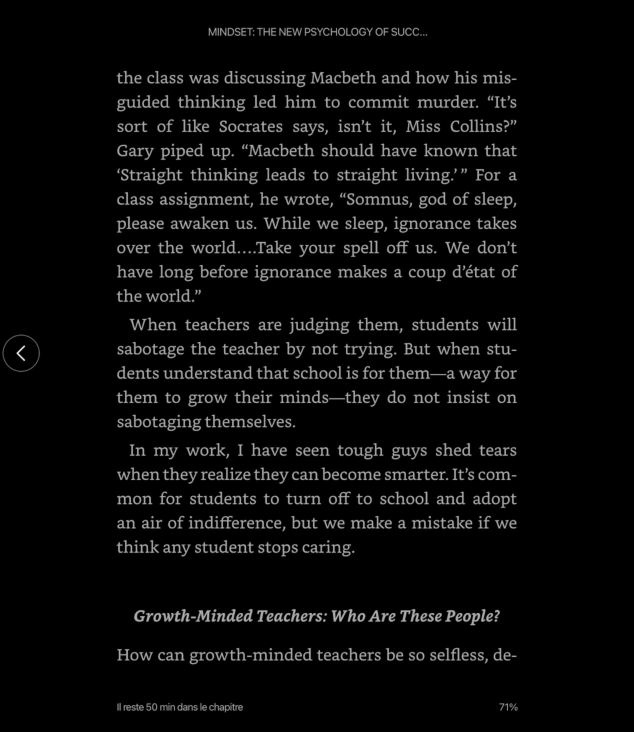 MINDSET: THE NEW PSYCHOLOGY OF SUCC...
the class was discussing Macbeth and how his mis-
guided thinking led him to commit murder. “It’s
sort of like Socrates says, isn’t it, Miss Collins?”
Gary piped up. “Macbeth should have known that
‘Straight thinking leads to straight living.’ ” For a
class assignment, he wrote, “Somnus, god of sleep,
please awaken us. While we sleep, ignorance takes
over the world....Take your spell off us. We don’t
have long before ignorance makes a coup d’état of
the world.”
When teachers are judging them, students will
sabotage the teacher by not trying. But when stu-
dents understand that school is for them—a way for
them to grow their minds—they do not insist on
sabotaging themselves.
In my work, I have seen tough guys shed tears
when they realize they can become smarter. It’s com-
mon for students to turn off to school and adopt
an air of indifference, but we make a mistake if we
think any student stops caring.
Growth-Minded Teachers: Who Are These People?
How can growth-minded teachers be so selfless, de-
Il reste 50 min dans le chapitre 71%